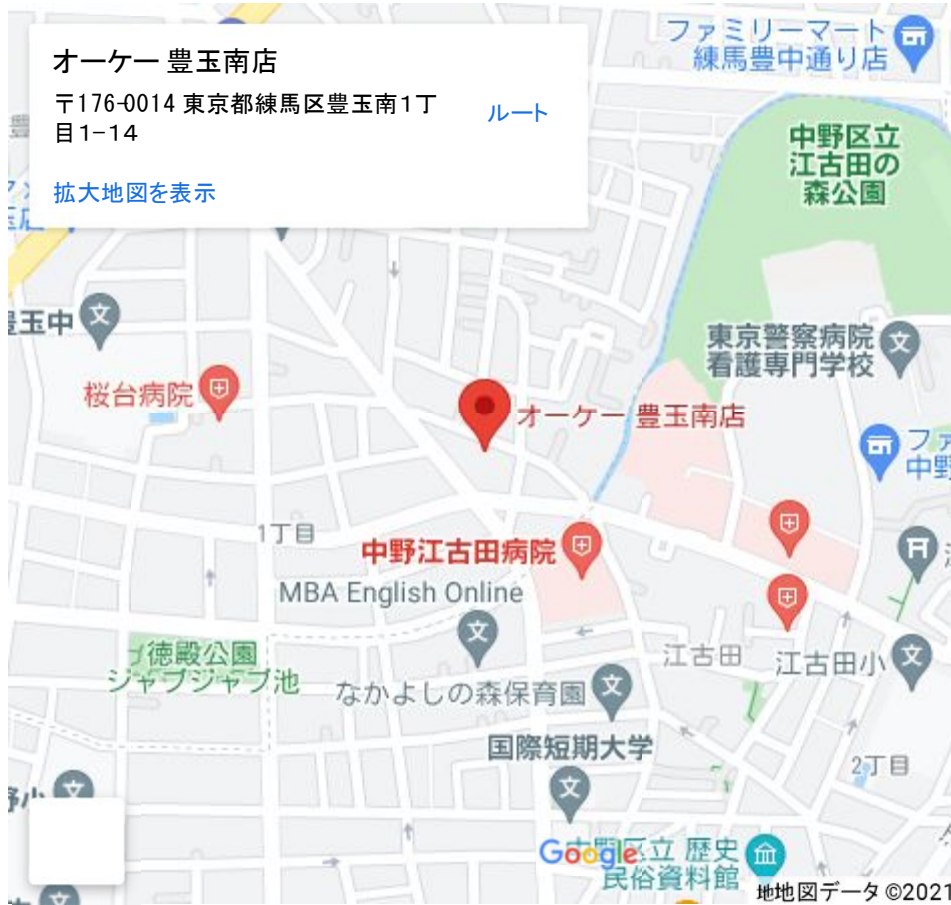 オーケー 豊玉南店
〒176-0014 東京都練馬区豊玉南1丁
目1−14
ルート
拡大地図を表示
ファミリーマート
練馬豊中通り店
中野区立
江古田の
森公園
豊玉中
東京警察病院
看護専門学校
桜台病院
オーケー 豊玉南店
ファ
中野
1丁目
中野江古田病院
MBA English Online
徳殿公園
ジャブジャブ池
江古田
江古田小
なかよしの森保育園
国際短期大学
2丁目
Google
立 歴史
民俗資料館
地地図データ ©2021